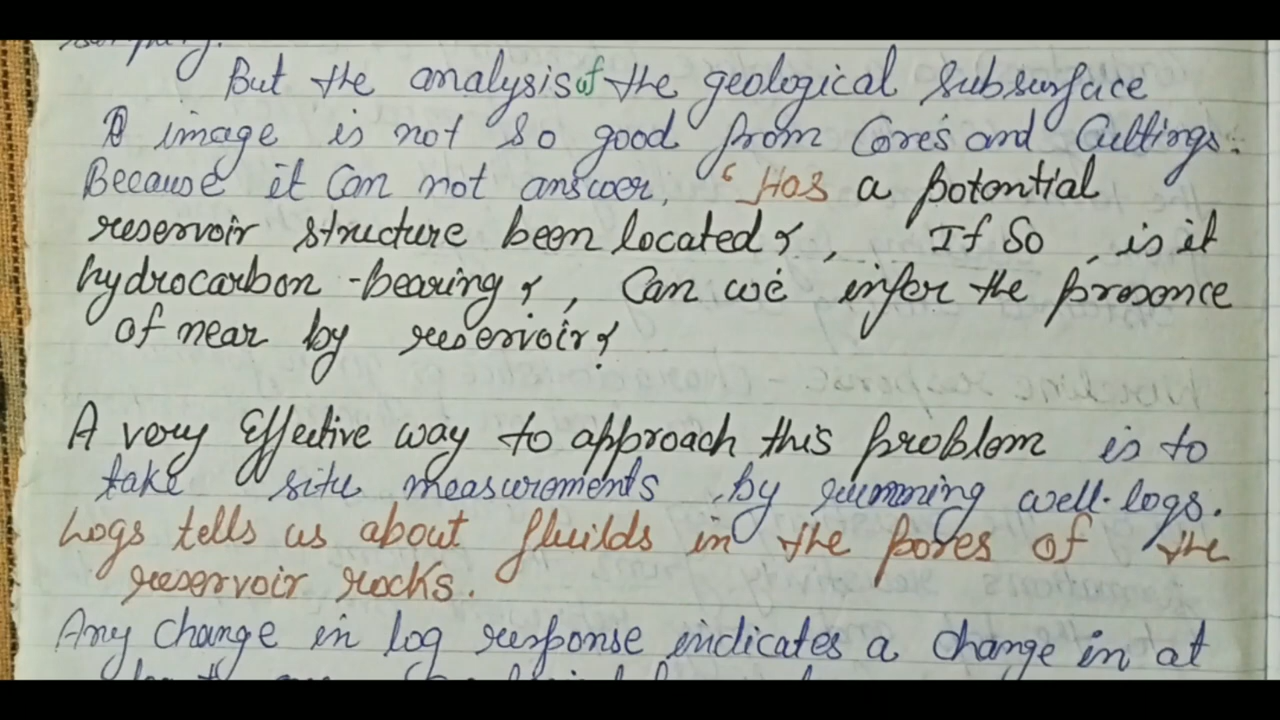 But the analysis of the geological subsurface
image is not so good from Cores and Cuttings.
Because it Can not answer, "Has a potential
reservoir structure been located?, If So, is it
hydrocarbon-bearing?, Can we infer the presence
of near by reservoir?
A very Effective way to approach this problem is to
take situ measurements by running well-logs.
Logs tells us about fluilds in the pores of the
reservoir rocks.
Any change in log response indicates a change in at